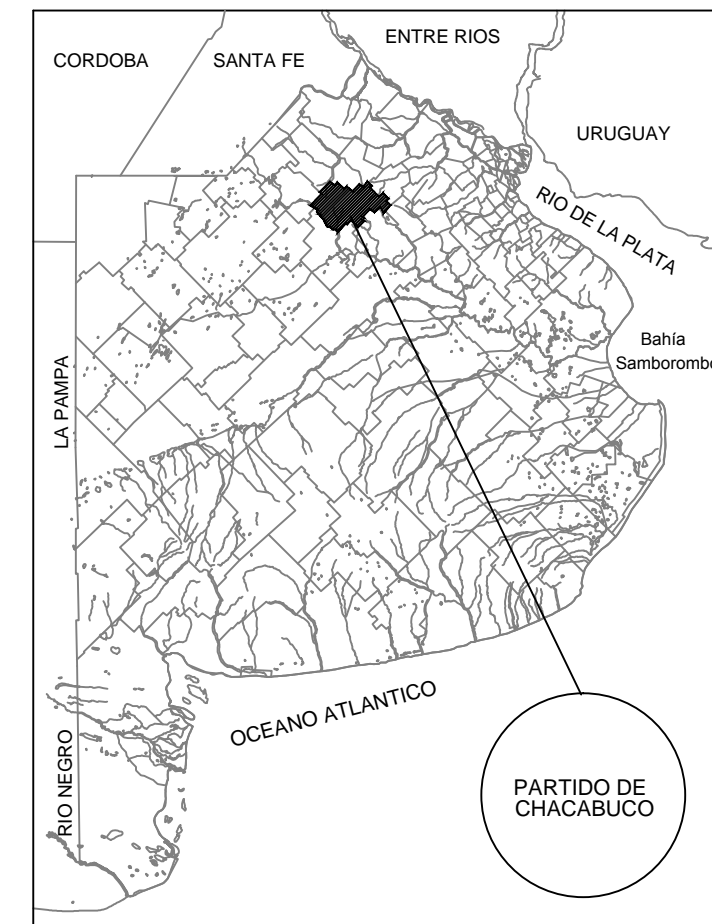 ENTRE RIOS
CORDOBA
SANTA FE
URUGUAY
RIO DE LA PLATA
Bahía
Samborombo
LA PAMPA
OCEANO ATLANTICO
RIO NEGRO
PARTIDO DE
CHACABUCO